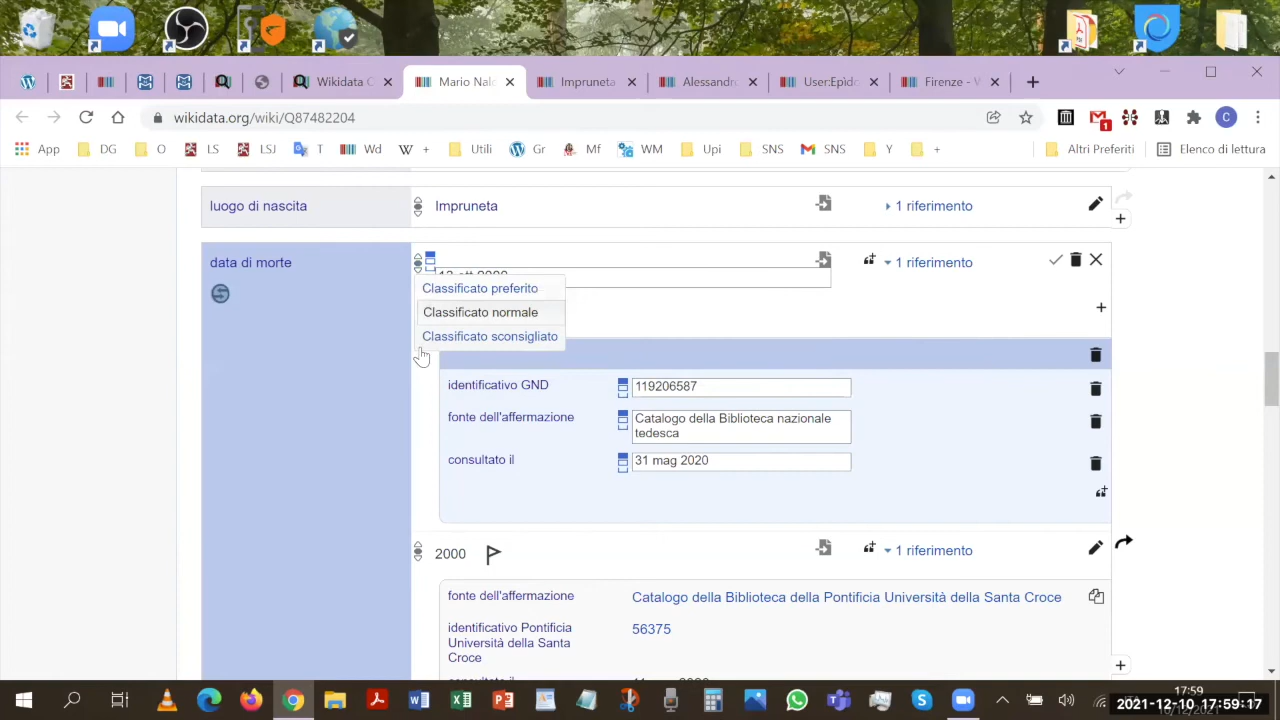 Wikidata
Mario Nal
Impruneta
Alessandr
User:Epìdo
Firenze - V
wikidata.org/wiki/Q87482204
1
C
App
DG
O
LS
LSJ
T
Wd
+
Utili
Gr
Mf
WM
Upi
SNS
SNS
Y
+
Altri Preferiti
Elenco di lettura
luogo di nascita
Impruneta
1 riferimento
+
data di morte
1 riferimento
+
Classificato preferito
Classificato normale
Classificato sconsigliato
identificativo GND
119206587
fonte dell'affermazione
Catalogo della Biblioteca nazionale
tedesca
consultato il
31 mag 2020
2000
1 riferimento
fonte dell'affermazione
Catalogo della Biblioteca della Pontificia Università della Santa Croce
identificativo Pontificia
Università della Santa
Croce
56375
+
17:59
2021-12-10 17:59:17